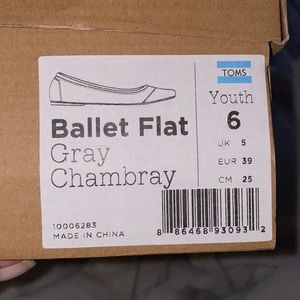 TOMS
Youth
6
Ballet Flat
Gray
Chambray
UK 5
EUR 39
CM 25
10006283
MADE IN CHINA
8 86468 93093 2